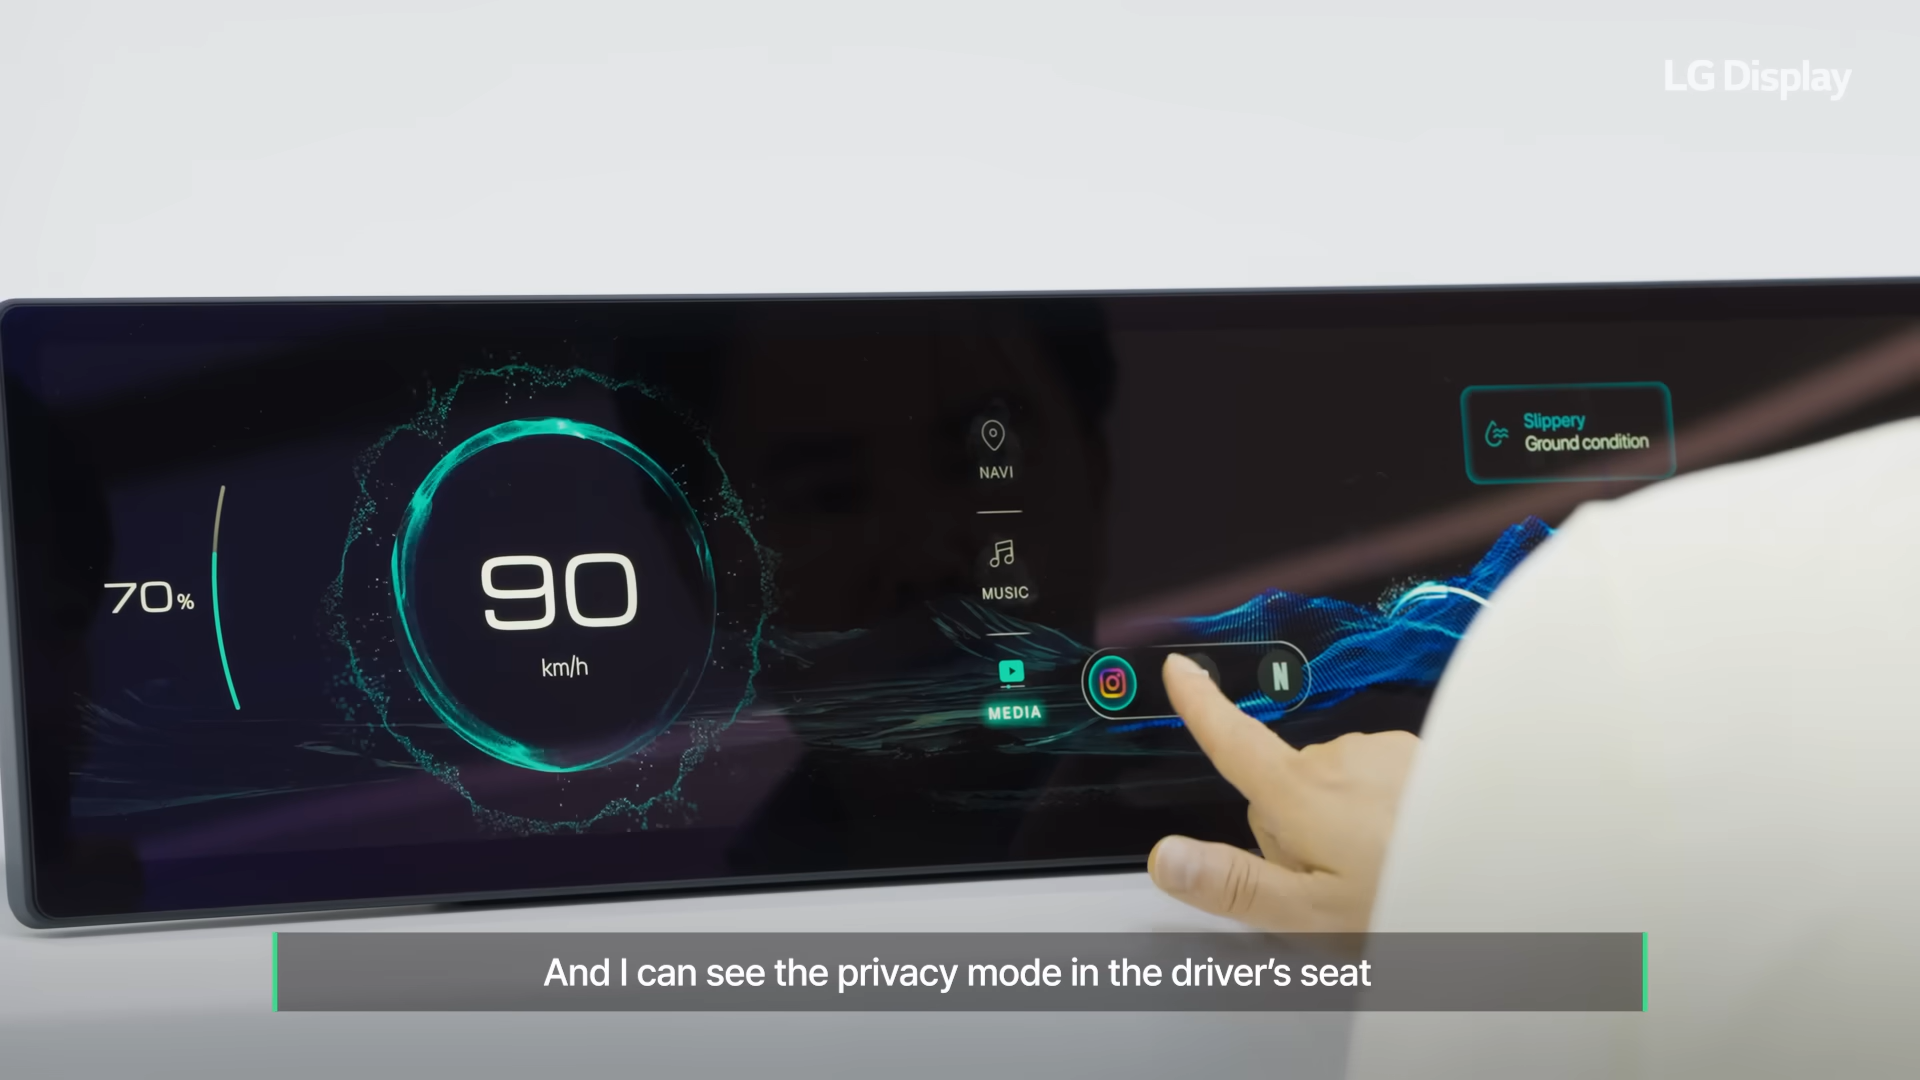 LG Display
Slippery
Ground condition
NAVI
MUSIC
MEDIA
N
70%
90
km/h
And I can see the privacy mode in the driver's seat